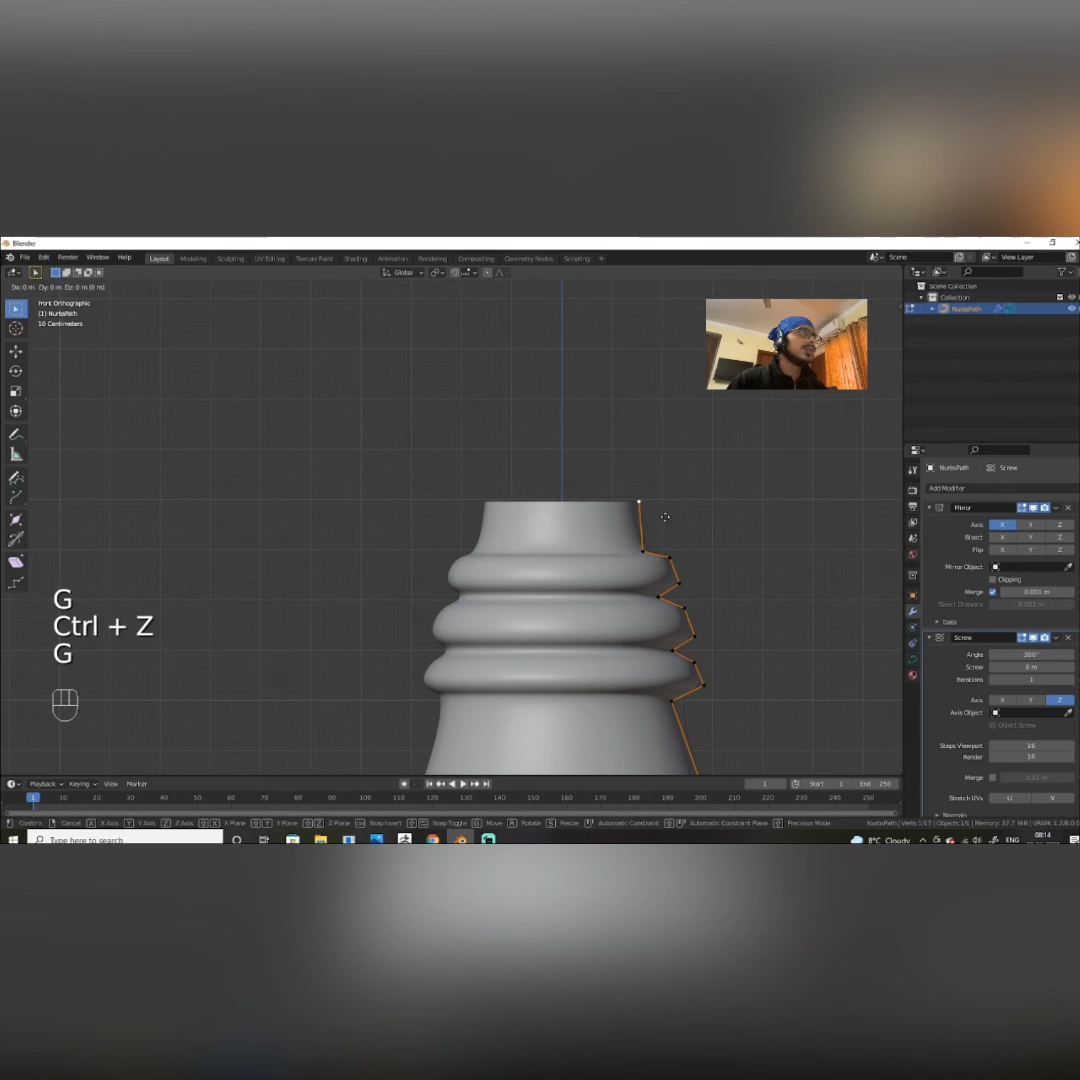 Blender
File Edit Render Window Help
Layout Modeling Sculpting UV Editing Texture Paint Shading Animation Rendering Compositing Geometry Nodes Scripting +
Scene
View Layer
Global
Dx: 0 m Dy: 0 m Dz: 0 m (0 m)
Front Orthographic
(1) NurbsPath
10 Centimeters
Scene Collection
Collection
NurbsPath
NurbsPath Screw
Add Modifier
Mirror
Axis X Y Z
Bisect X Y Z
Flip X Y Z
Mirror Object
Clipping
Merge 0.001 m
Bisect Distance 0.001 m
Data
Screw
Angle 360°
Screw 0 m
Iterations 1
Axis X Y Z
Axis Object
Object Screw
Steps Viewport 16
Render 16
Merge 0.01 m
Stretch UVs U V
Normals
G
Ctrl + Z
G
Playback Keying View Marker
1 Start 1 End 250
1 10 20 30 40 50 60 70 80 90 100 110 120 130 140 150 160 170 180 190 200 210 220 230 240 250
Confirm Cancel X X Axis Y Y Axis Z Z Axis X X Plane Y Y Plane Z Z Plane Snap Invert Snap Toggle G Move R Rotate S Resize Automatic Constraint Automatic Constraint Plane Precision Mode
Type here to search
8°C Cloudy
ENG
08:14